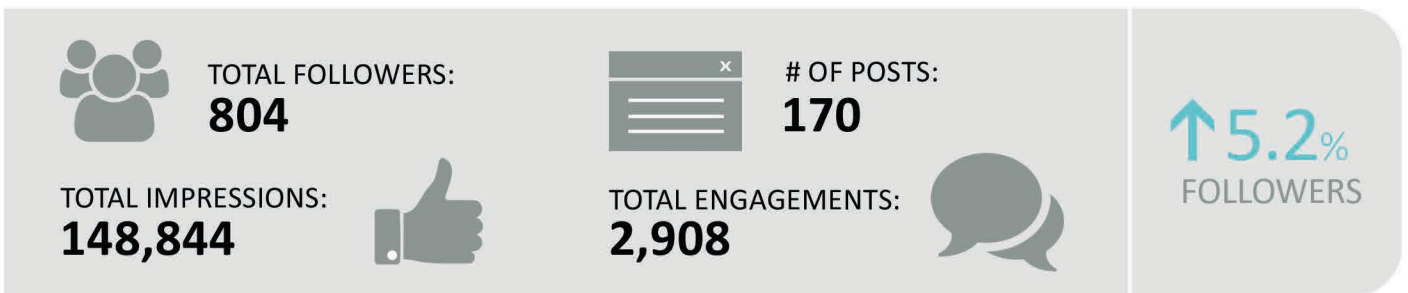 TOTAL FOLLOWERS:
804
# OF POSTS:
170
TOTAL IMPRESSIONS:
148,844
TOTAL ENGAGEMENTS:
2,908
5.2%
FOLLOWERS